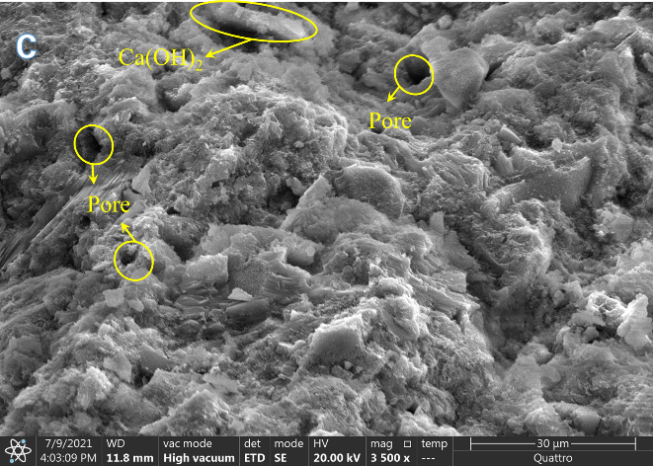 C
Ca(OH)₂
Pore
Pore
7/9/2021 WD vac mode det mode HV mag □ temp
4:03:09 PM 11.8 mm High vacuum ETD SE 20.00 kV 3 500 x --- 
30 µm
Quattro